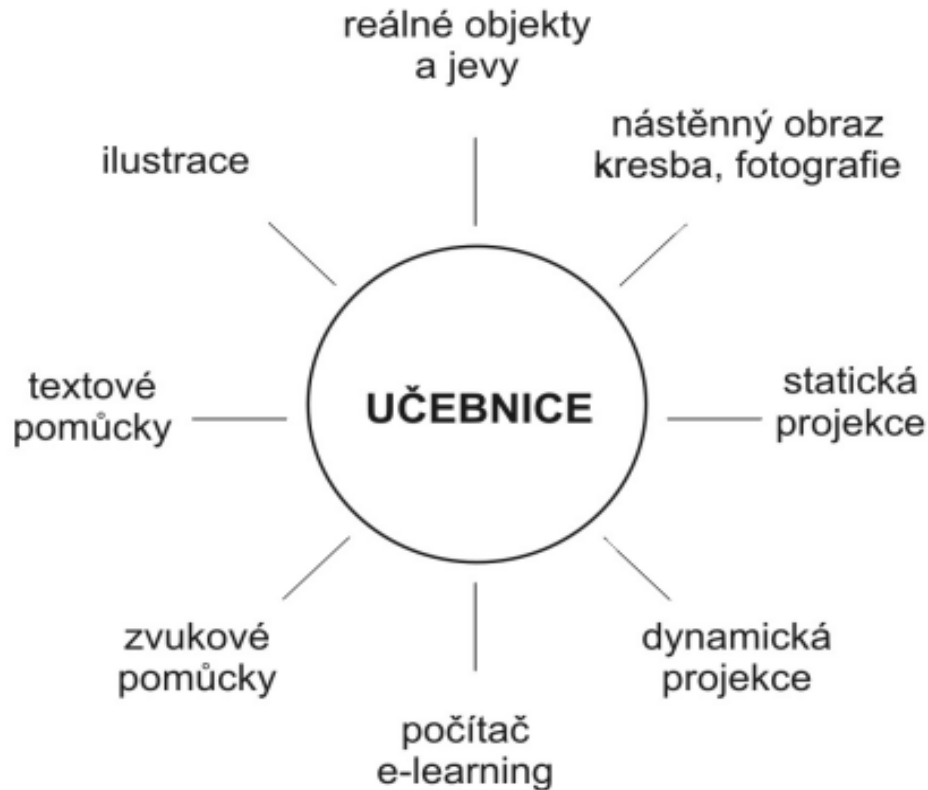 reálné objekty
a jevy
nástěnný obraz
kresba, fotografie
ilustrace
textové
pomůcky
UČEBNICE
statická
projekce
zvukové
pomůcky
dynamická
projekce
počítač
e-learning